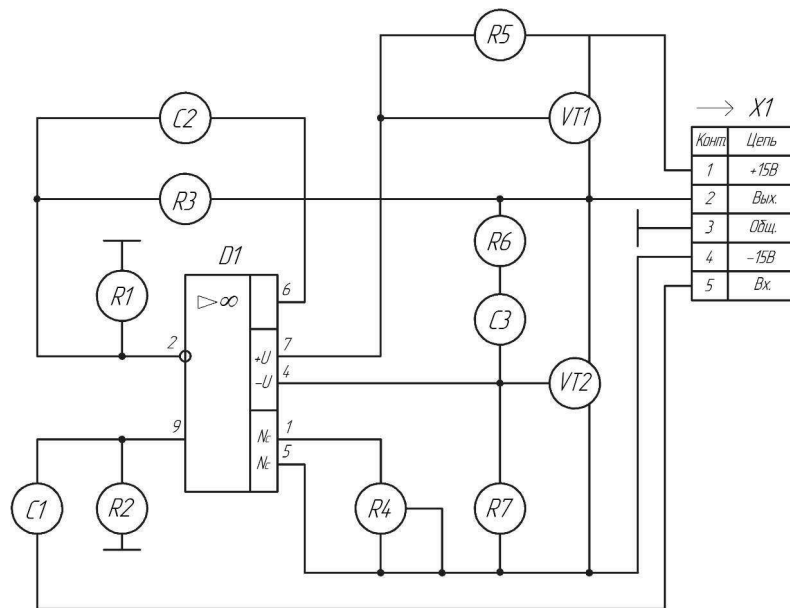 R5
C2
VT1
→ X1
Конт. Цепь
1 +15В
2 Вых.
3 Общ.
4 –15В
5 Вх.
R3
R6
D1
R1
▷∞
6
C3
2
7
+U
4
–U
VT2
9
1
Nc
5
Nc
C1
R2
R4
R7